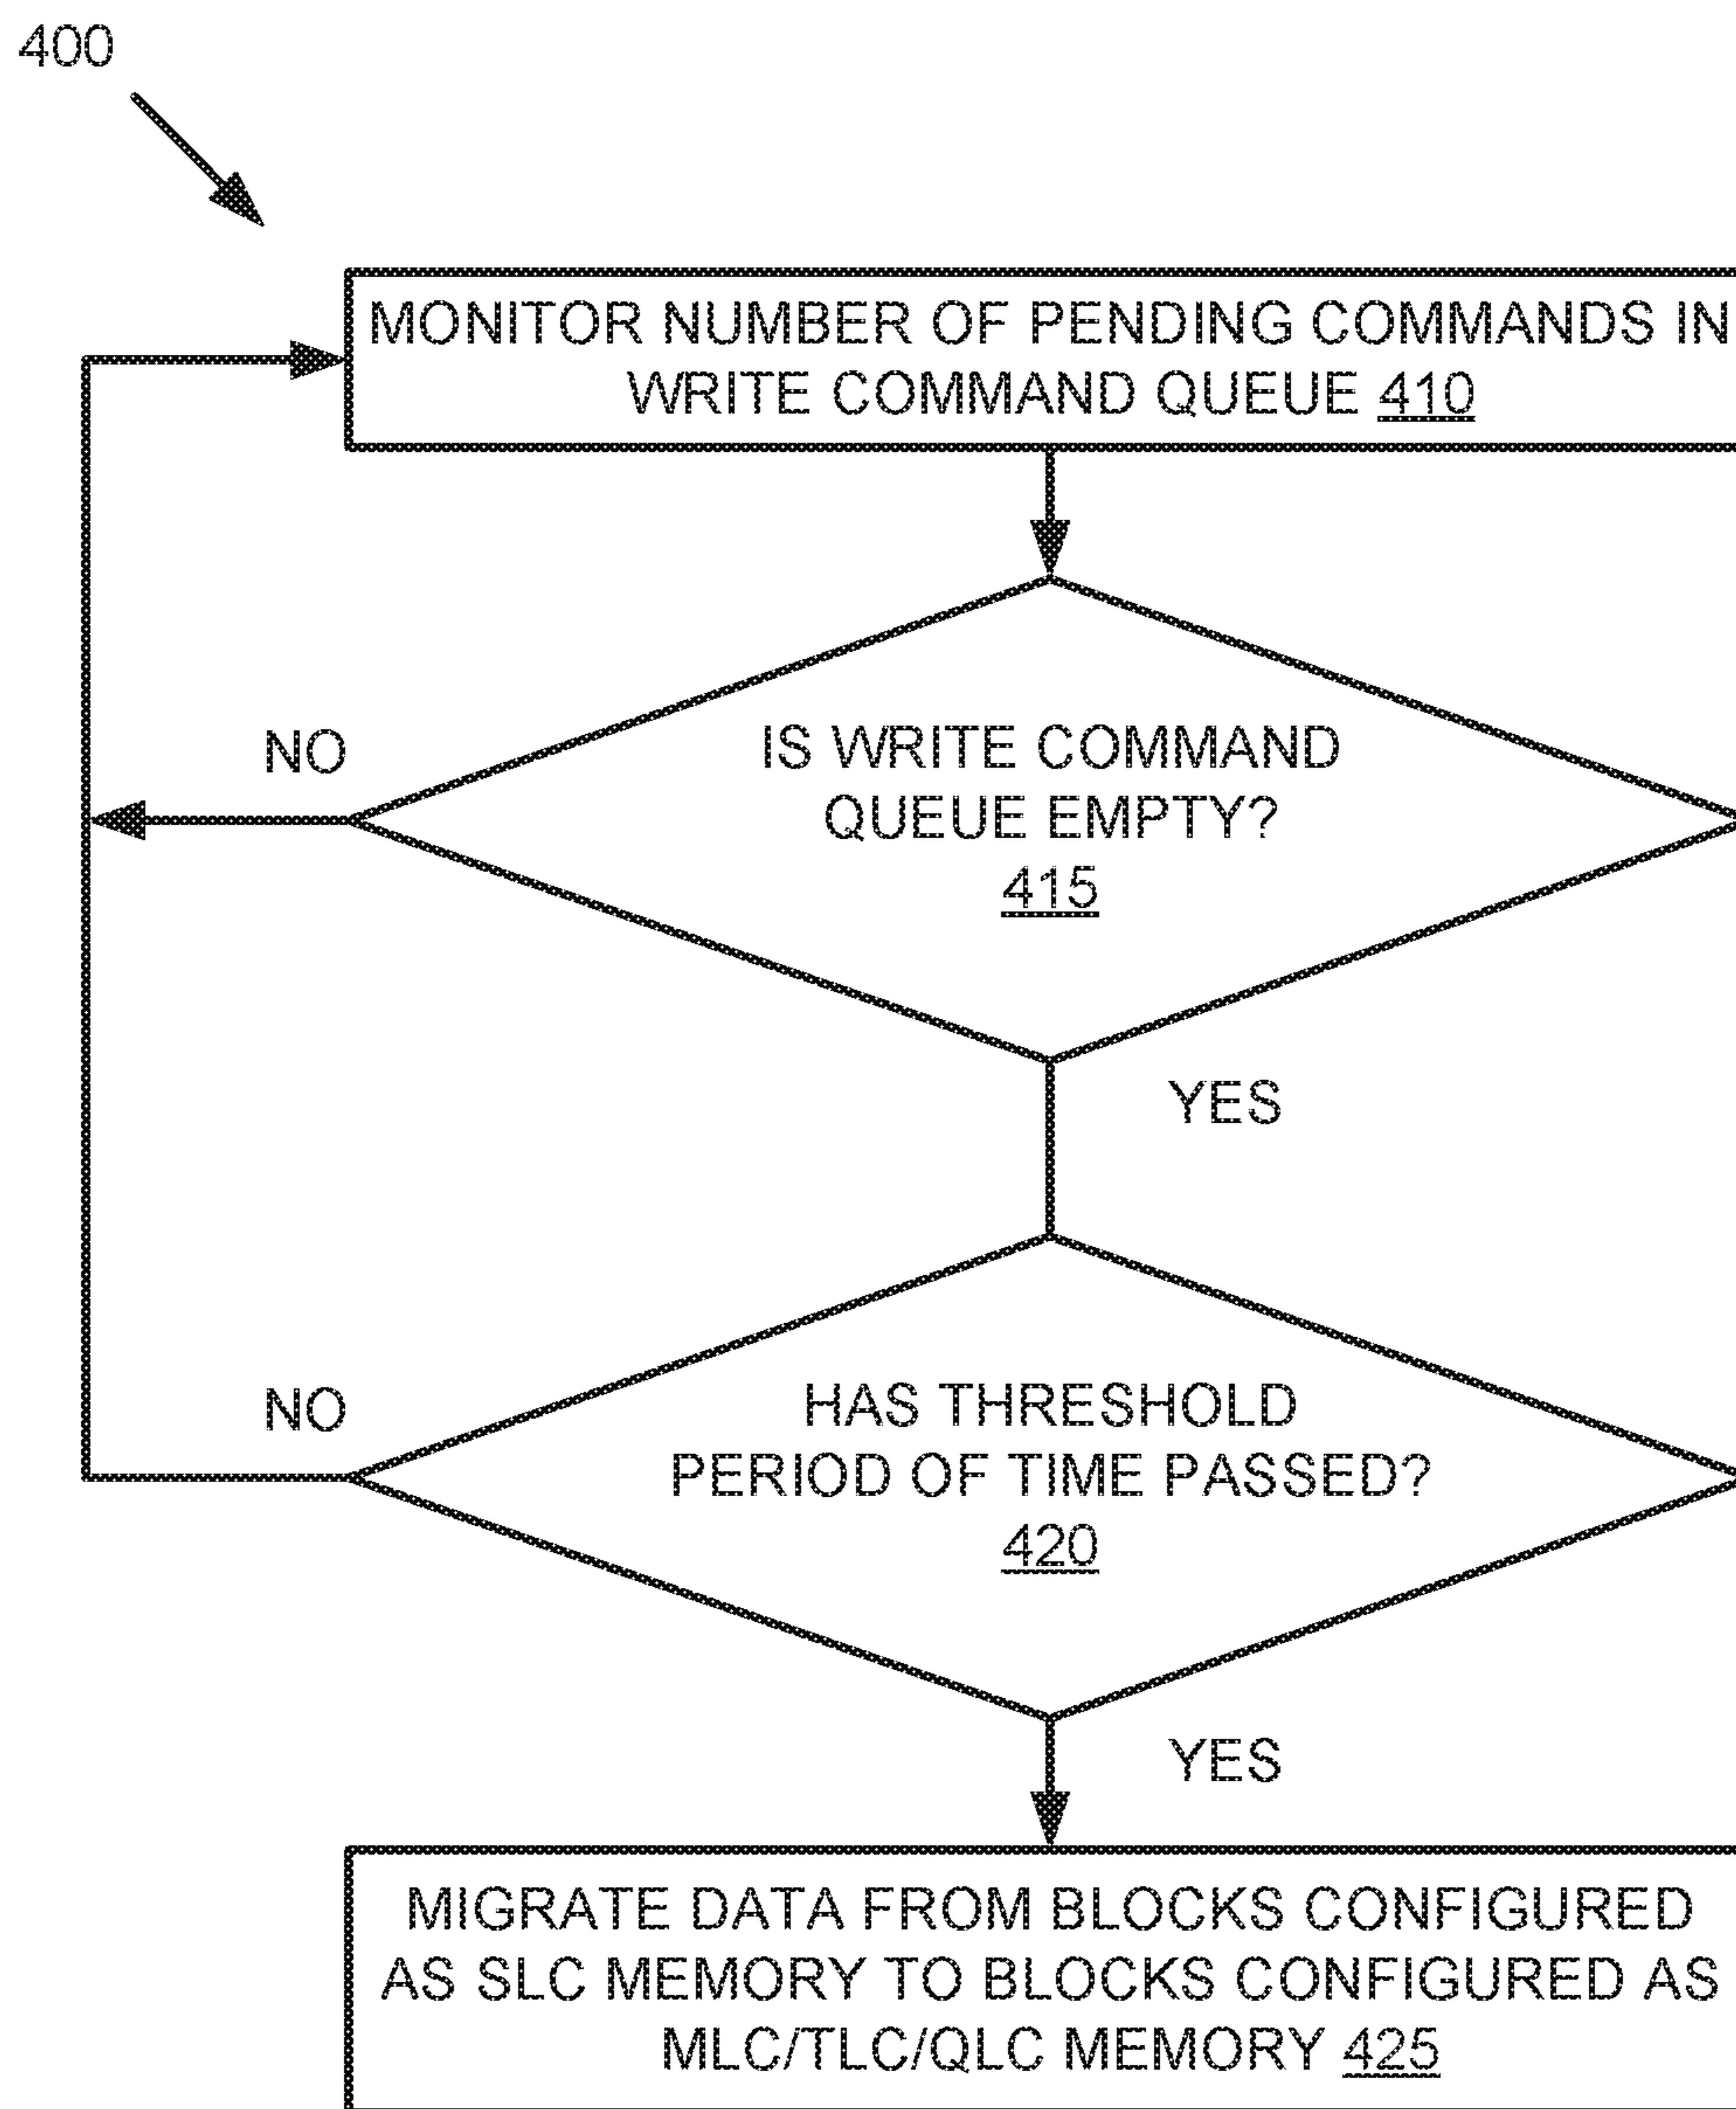 400
MONITOR NUMBER OF PENDING COMMANDS IN
WRITE COMMAND QUEUE 410
IS WRITE COMMAND
QUEUE EMPTY?
415
NO
YES
HAS THRESHOLD
PERIOD OF TIME PASSED?
420
NO
YES
MIGRATE DATA FROM BLOCKS CONFIGURED
AS SLC MEMORY TO BLOCKS CONFIGURED AS
MLC/TLC/QLC MEMORY 425